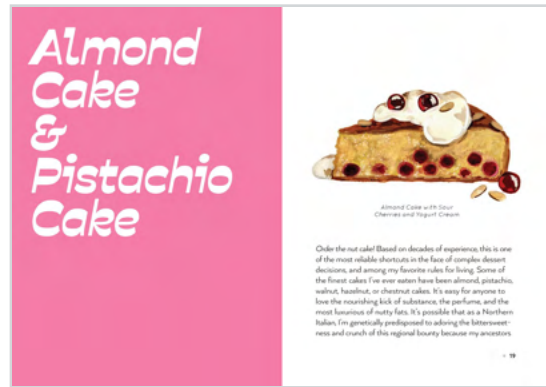 Almond
Cake
&
Pistachio
Cake
Almond Cake with Sour
Cherries and Yogurt Cream
Order the nut cake! Based on decades of experience, this is one
of the most reliable shortcuts in the face of complex dessert
decisions, and among my favorite rules for living. Some of
the finest cakes I've ever eaten have been almond, pistachio,
walnut, hazelnut, or chestnut cakes. It's easy for anyone to
love the nourishing kick of substance, the perfume, and the
most luxurious of nutty fats. It's possible that as a Northern
Italian, I'm genetically predisposed to adoring the bittersweet-
ness and crunch of this regional bounty because my ancestors
19